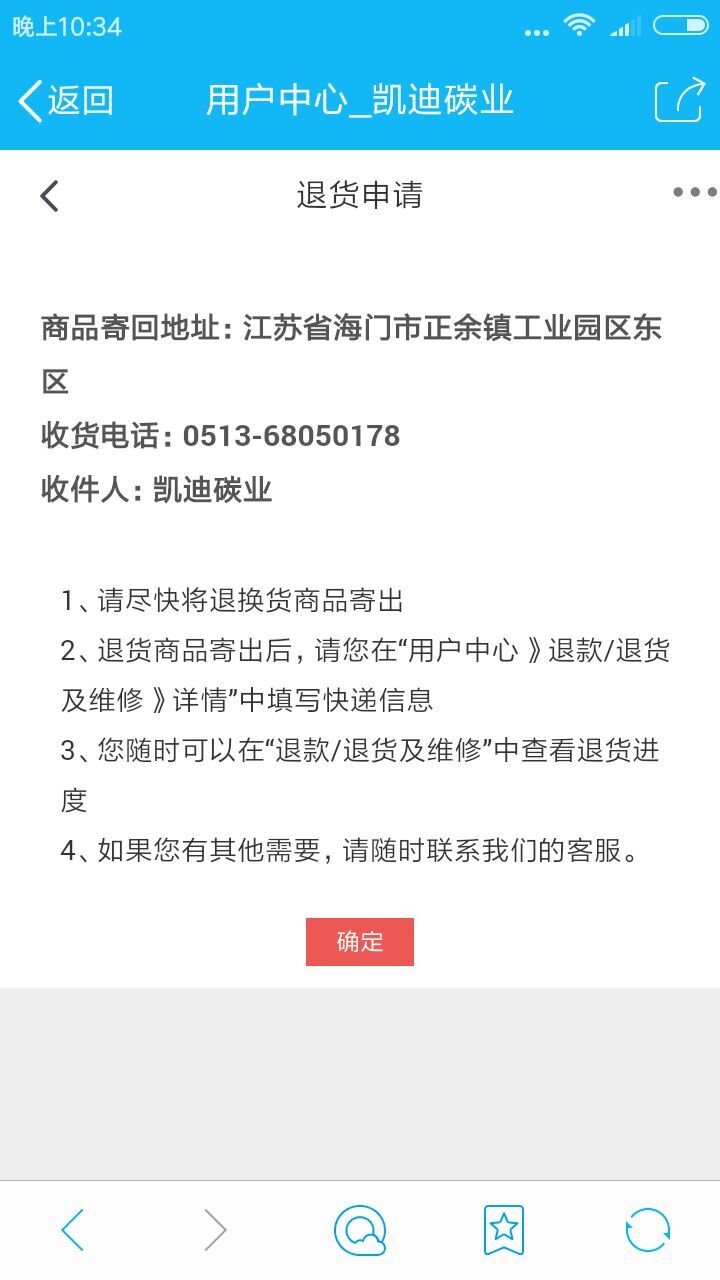 晚上10:34
返回
用户中心_凯迪碳业
退货申请
商品寄回地址：江苏省海门市正余镇工业园区东
区
收货电话：0513-68050178
收件人：凯迪碳业
1、请尽快将退换货商品寄出
2、退货商品寄出后，请您在“用户中心》退款/退货
及维修》详情”中填写快递信息
3、您随时可以在“退款/退货及维修”中查看退货进
度
4、如果您有其他需要，请随时联系我们的客服。
确定